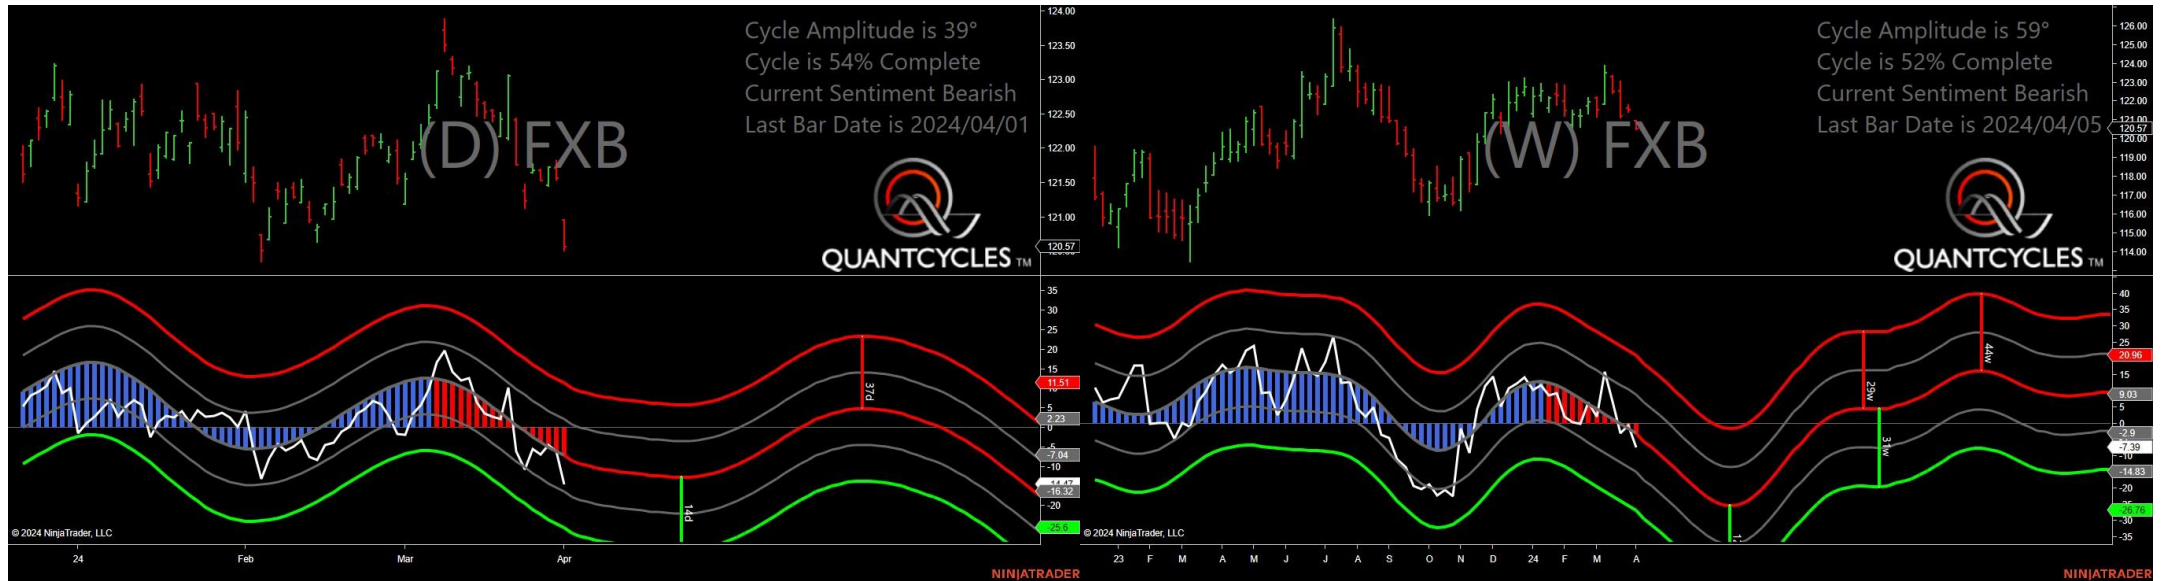 124.00
123.50
123.00
122.50
122.00
121.50
121.00
120.57
Cycle Amplitude is 39°
Cycle is 54% Complete
Current Sentiment Bearish
Last Bar Date is 2024/04/01
(D) FXB
QUANTCYCLES TM
35
30
25
20
15
11.51
5
2.23
0
-5
-7.04
-10
-14.47
-16.32
-20
-25.6
37d
14d
© 2024 NinjaTrader, LLC
24
Feb
Mar
Apr
NINJATRADER
126.00
125.00
124.00
123.00
122.00
121.00
120.57
120.00
119.00
118.00
117.00
116.00
115.00
114.00
Cycle Amplitude is 59°
Cycle is 52% Complete
Current Sentiment Bearish
Last Bar Date is 2024/04/05
(W) FXB
QUANTCYCLES TM
40
35
30
25
20.96
15
9.03
5
0
-2.9
-7.39
-10
-14.83
-20
-26.76
-30
-35
29w
44w
31w
© 2024 NinjaTrader, LLC
23 F M A M J J A S O N D 24 F M A
NINJATRADER